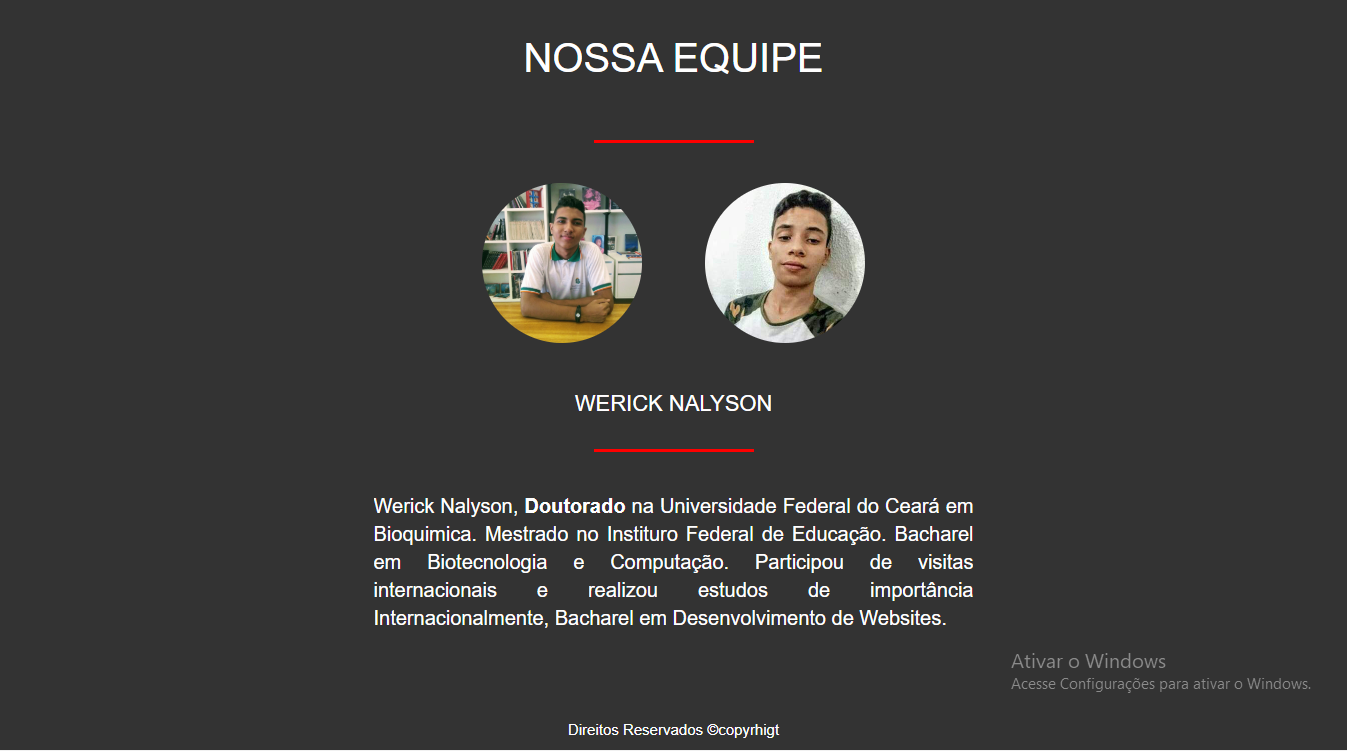 NOSSA EQUIPE
WERICK NALYSON
Werick Nalyson, Doutorado na Universidade Federal do Ceará em
Bioquimica. Mestrado no Instituro Federal de Educação. Bacharel
em Biotecnologia e Computação. Participou de visitas
internacionais e realizou estudos de importância
Internacionalmente, Bacharel em Desenvolvimento de Websites.
Ativar o Windows
Acesse Configurações para ativar o Windows.
Direitos Reservados ©copyrhigt